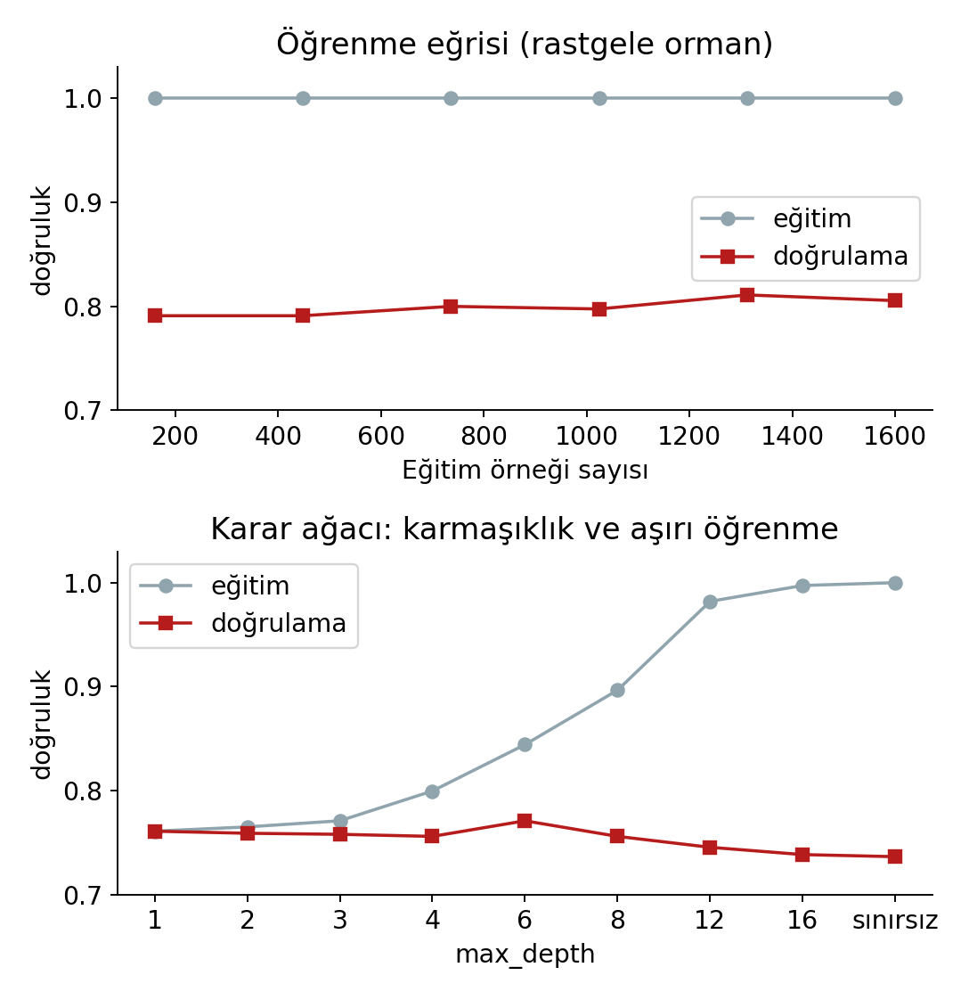 Öğrenme eğrisi (rastgele orman)
1.0
0.9
0.8
0.7
doğruluk
eğitim
doğrulama
200 400 600 800 1000 1200 1400 1600
Eğitim örneği sayısı
Karar ağacı: karmaşıklık ve aşırı öğrenme
1.0
0.9
0.8
0.7
doğruluk
eğitim
doğrulama
1 2 3 4 6 8 12 16 sınırsız
max_depth